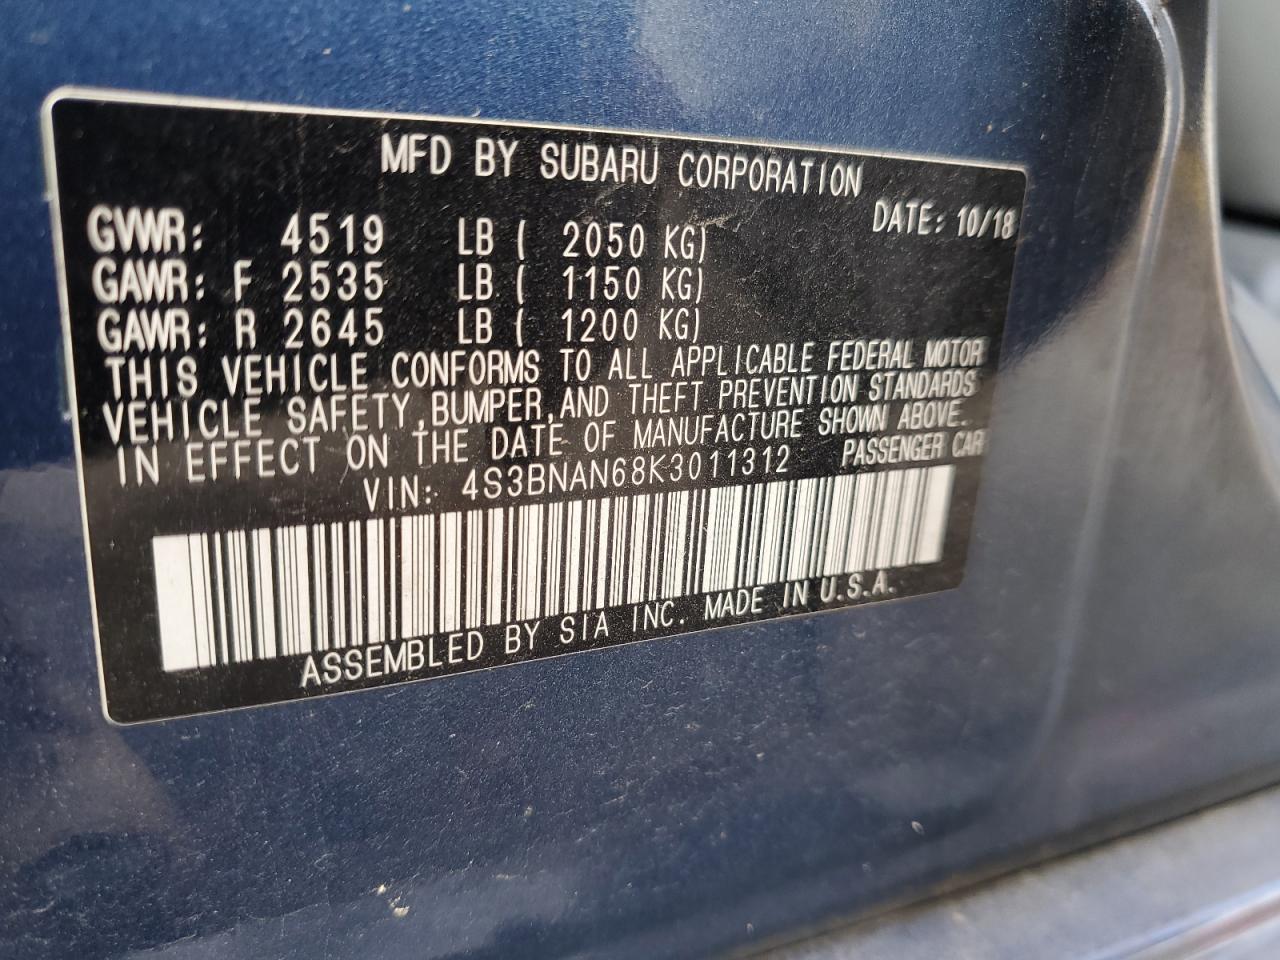 MFD BY SUBARU CORPORATION
DATE: 10/18
GVWR: 4519 LB ( 2050 KG)
GAWR: F 2535 LB ( 1150 KG)
GAWR: R 2645 LB ( 1200 KG)
THIS VEHICLE CONFORMS TO ALL APPLICABLE FEDERAL MOTOR
VEHICLE SAFETY, BUMPER, AND THEFT PREVENTION STANDARDS
IN EFFECT ON THE DATE OF MANUFACTURE SHOWN ABOVE.
VIN: 4S3BNAN68K3011312 PASSENGER CAR
ASSEMBLED BY SIA INC. MADE IN U.S.A.